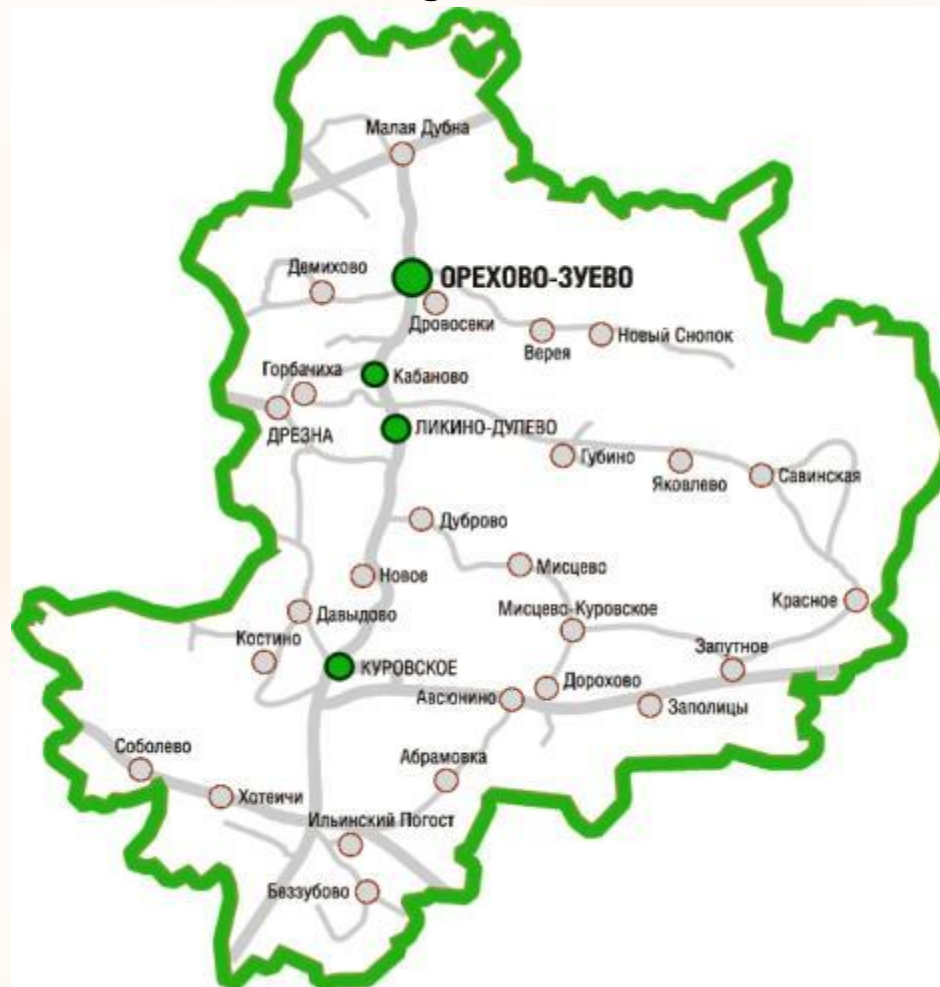 Малая Дубна
Демихово
ОРЕХОВО-ЗУЕВО
Дровосеки
Верея
Новый Снопок
Горбачиха
Кабаново
ДРЕЗНА
ЛИКИНО-ДУЛЕВО
Губино
Яковлево
Савинская
Дуброво
Новое
Мисцево
Давыдово
Мисцево-Куровское
Красное
Костино
КУРОВСКОЕ
Запутное
Авсюнино
Дорохово
Заполицы
Соболево
Абрамовка
Хотеичи
Ильинский Погост
Беззубово